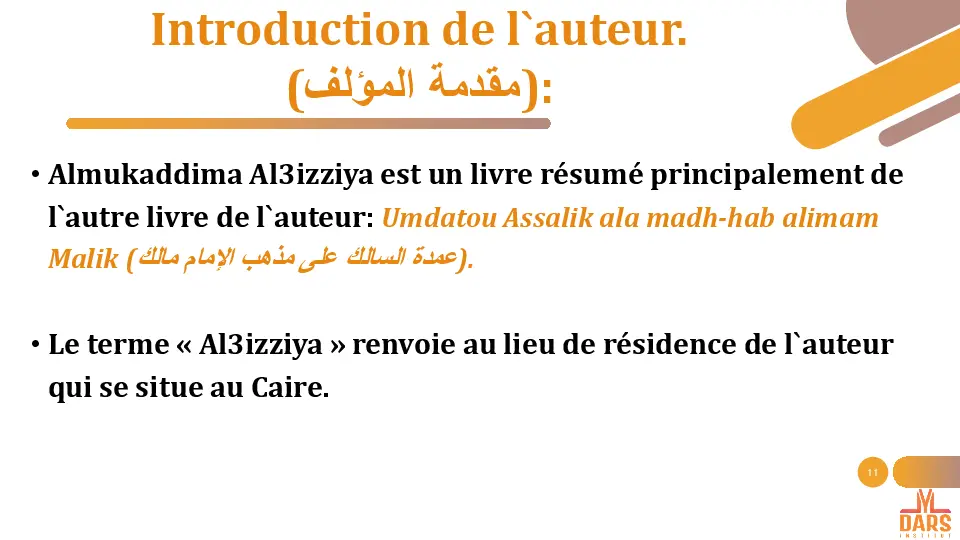 Introduction de l`auteur.
(مقدمة المؤلف):
• Almukaddima Al3izziya est un livre résumé principalement de
l`autre livre de l`auteur: Umdatou Assalik ala madh-hab alimam
Malik (عمدة السالك على مذهب الإمام مالك).
• Le terme « Al3izziya » renvoie au lieu de résidence de l`auteur
qui se situe au Caire.
11
DARS
INSTITUT